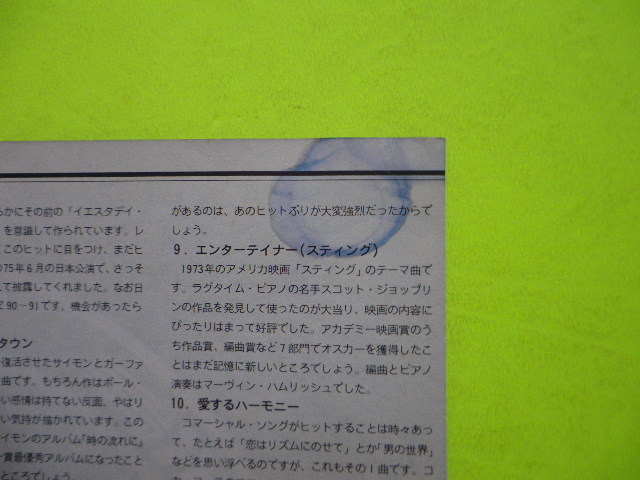 らかにその前の「イエスタデイ・
を意識して作られています。レ
このヒットに目をつけ、まだヒ
75年6月の日本公演で、さっそ
て披露してくれました。なお日
90〜91です。機会があったら
タウン
復活させたサイモンとガーファ
曲です。もちろん作はポール・
い感情は持てない反面、やはり
い気持が描かれています。この
イモンのアルバム「時の流れに」
ー賞最優秀アルバムになったこと
ところでしょう。
があるのは、あのヒットぶりが大変強烈だったからで
しょう。
9. エンターテイナー(スティング)
1973年のアメリカ映画「スティング」のテーマ曲で
す。ラグタイム・ピアノの名手スコット・ジョップリ
ンの作品を発見して使ったのが大当り、映画の内容に
ぴったりはまって好評でした。アカデミー映画賞のう
ち作品賞、編曲賞など7部門でオスカーを獲得したこ
とはまだ記憶に新しいところでしょう。編曲とピアノ
演奏はマーヴィン・ハムリッシュでした。
10. 愛するハーモニー
コマーシャル・ソングがヒットすることは時々あっ
て、たとえば「恋はリズムにのせて」とか「男の世界」
などを思い浮べるのですが、これもその1曲です。コ